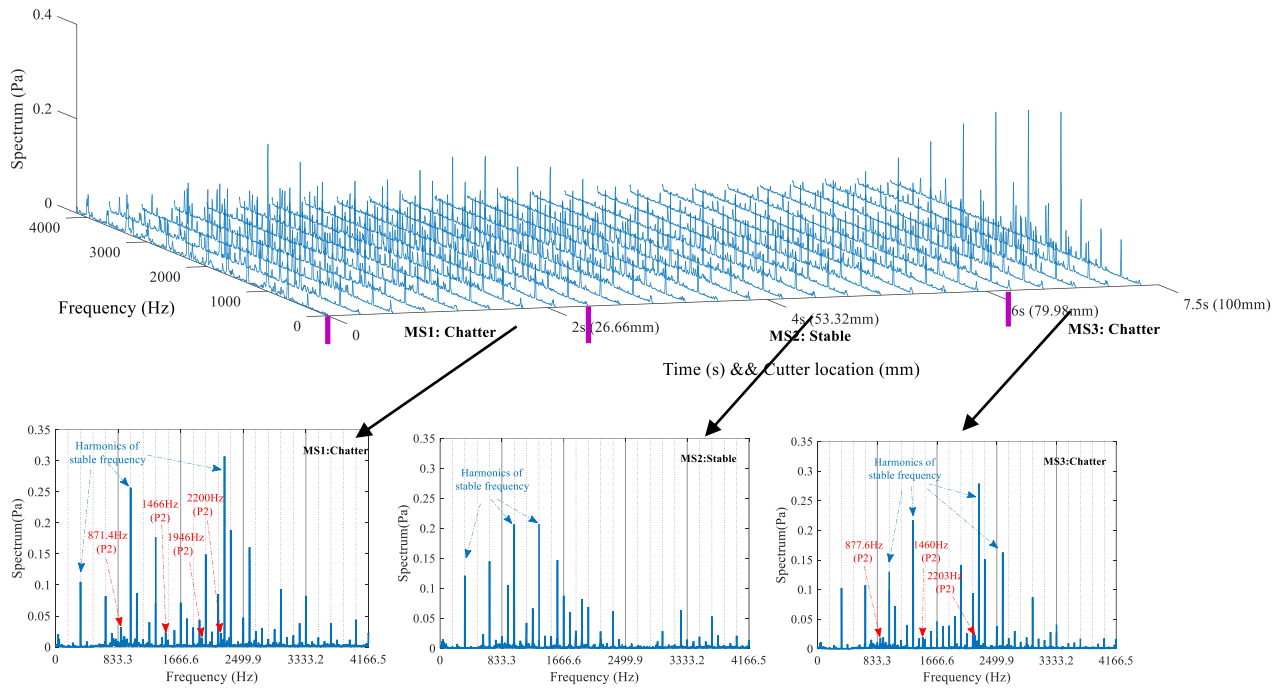 0.4
Spectrum (Pa)
0.2
0
4000
3000
2000
1000
0
Frequency (Hz)
0
2s (26.66mm)
4s (53.32mm)
6s (79.98mm)
7.5s (100mm)
MS1: Chatter
MS2: Stable
MS3: Chatter
Time (s) && Cutter location (mm)
0.35
0.3
0.25
0.2
0.15
0.1
0.05
0
Spectrum(Pa)
Harmonics of
stable frequency
MS1:Chatter
871.4Hz
(P2)
1466Hz
(P2)
1946Hz
(P2)
2200Hz
(P2)
0 833.3 1666.6 2499.9 3333.2 4166.5
Frequency (Hz)
0.35
0.3
0.25
0.2
0.15
0.1
0.05
0
Spectrum(Pa)
Harmonics of
stable frequency
MS2:Stable
0 833.3 1666.6 2499.9 3333.2 4166.5
Frequency (Hz)
0.35
0.3
0.25
0.2
0.15
0.1
0.05
0
Spectrum(Pa)
Harmonics of
stable frequency
MS3:Chatter
877.6Hz
(P2)
1460Hz
(P2)
2203Hz
(P2)
0 833.3 1666.6 2499.9 3333.2 4166.5
Frequency (Hz)